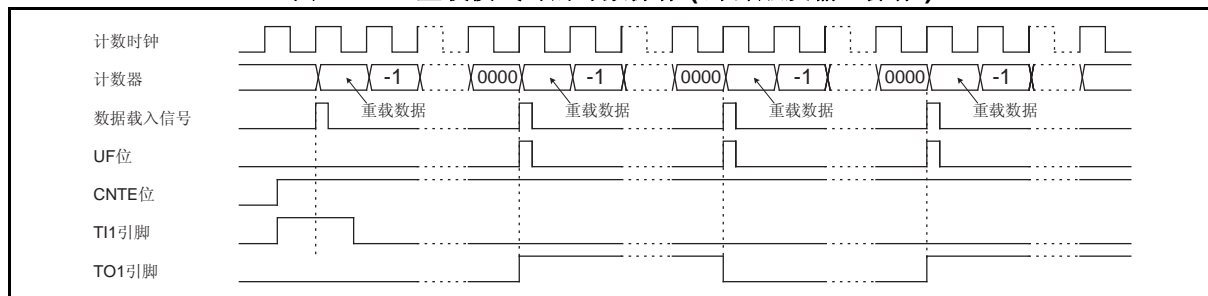 计数时钟
计数器 -1 0000 -1 0000 -1 0000 -1
重载数据 重载数据 重载数据 重载数据
数据载入信号
UF位
CNTE位
TI1引脚
TO1引脚